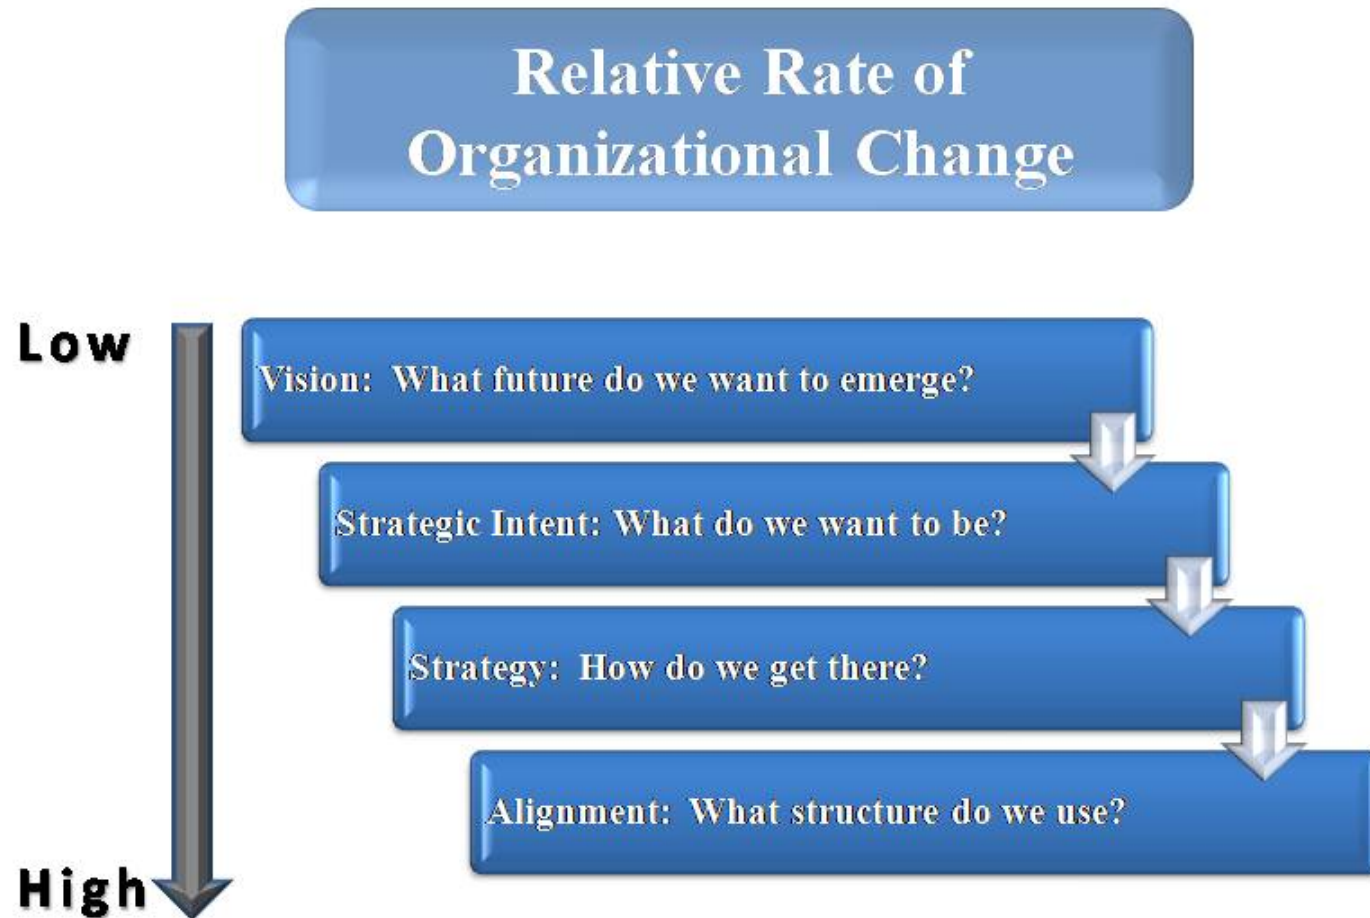 Relative Rate of
Organizational Change
Low
Vision: What future do we want to emerge?
Strategic Intent: What do we want to be?
Strategy: How do we get there?
Alignment: What structure do we use?
High